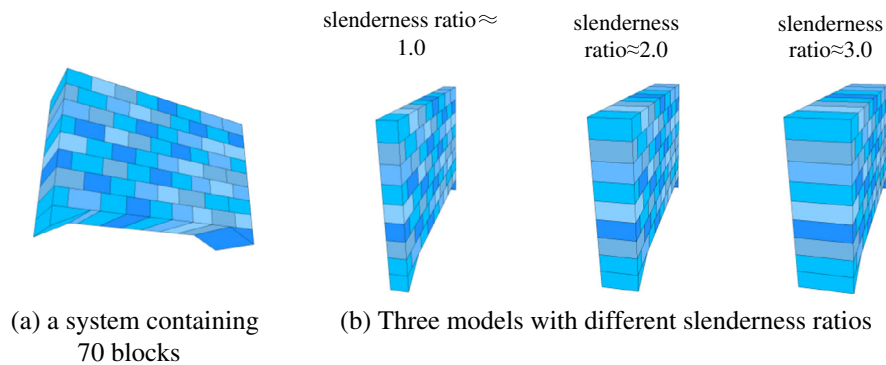 slenderness ratio≈
1.0
slenderness
ratio≈2.0
slenderness
ratio≈3.0
(a) a system containing
70 blocks
(b) Three models with different slenderness ratios